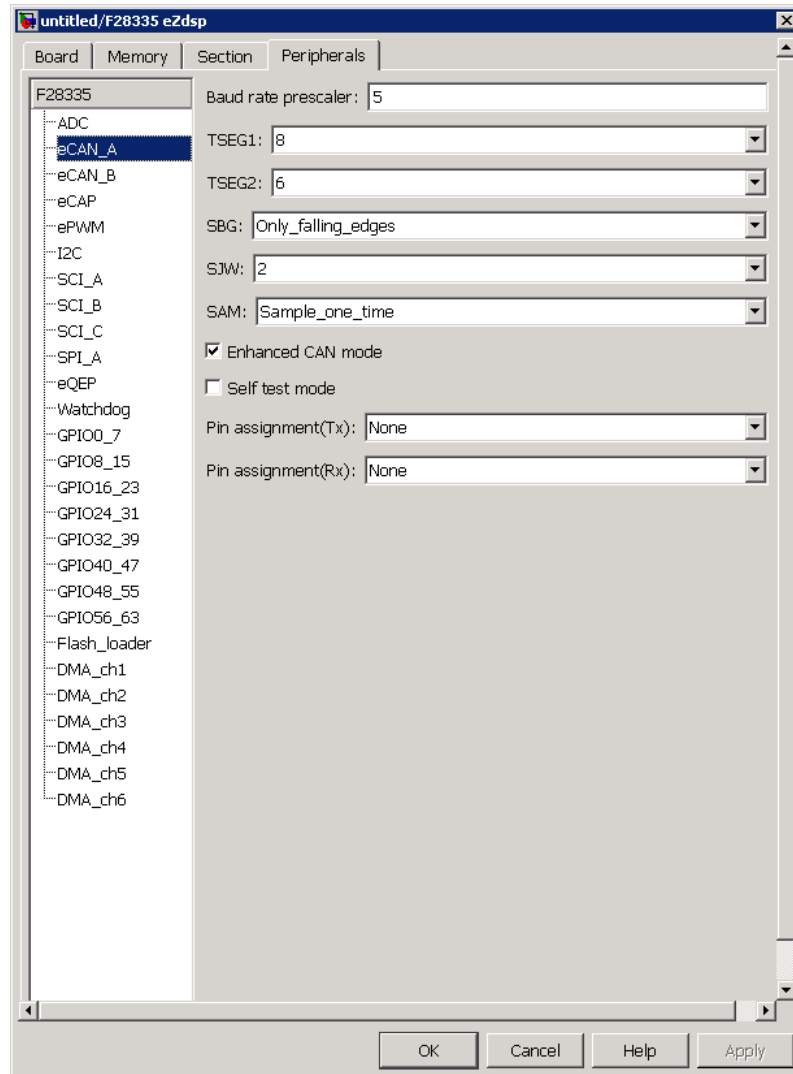 untitled/F28335 eZdsp
Board Memory Section Peripherals
F28335
ADC
eCAN_A
eCAN_B
eCAP
ePWM
I2C
SCI_A
SCI_B
SCI_C
SPI_A
eQEP
Watchdog
GPIO0_7
GPIO8_15
GPIO16_23
GPIO24_31
GPIO32_39
GPIO40_47
GPIO48_55
GPIO56_63
Flash_loader
DMA_ch1
DMA_ch2
DMA_ch3
DMA_ch4
DMA_ch5
DMA_ch6
Baud rate prescaler: 5
TSEG1: 8
TSEG2: 6
SBG: Only_falling_edges
SJW: 2
SAM: Sample_one_time
Enhanced CAN mode
Self test mode
Pin assignment(Tx): None
Pin assignment(Rx): None
OK Cancel Help Apply